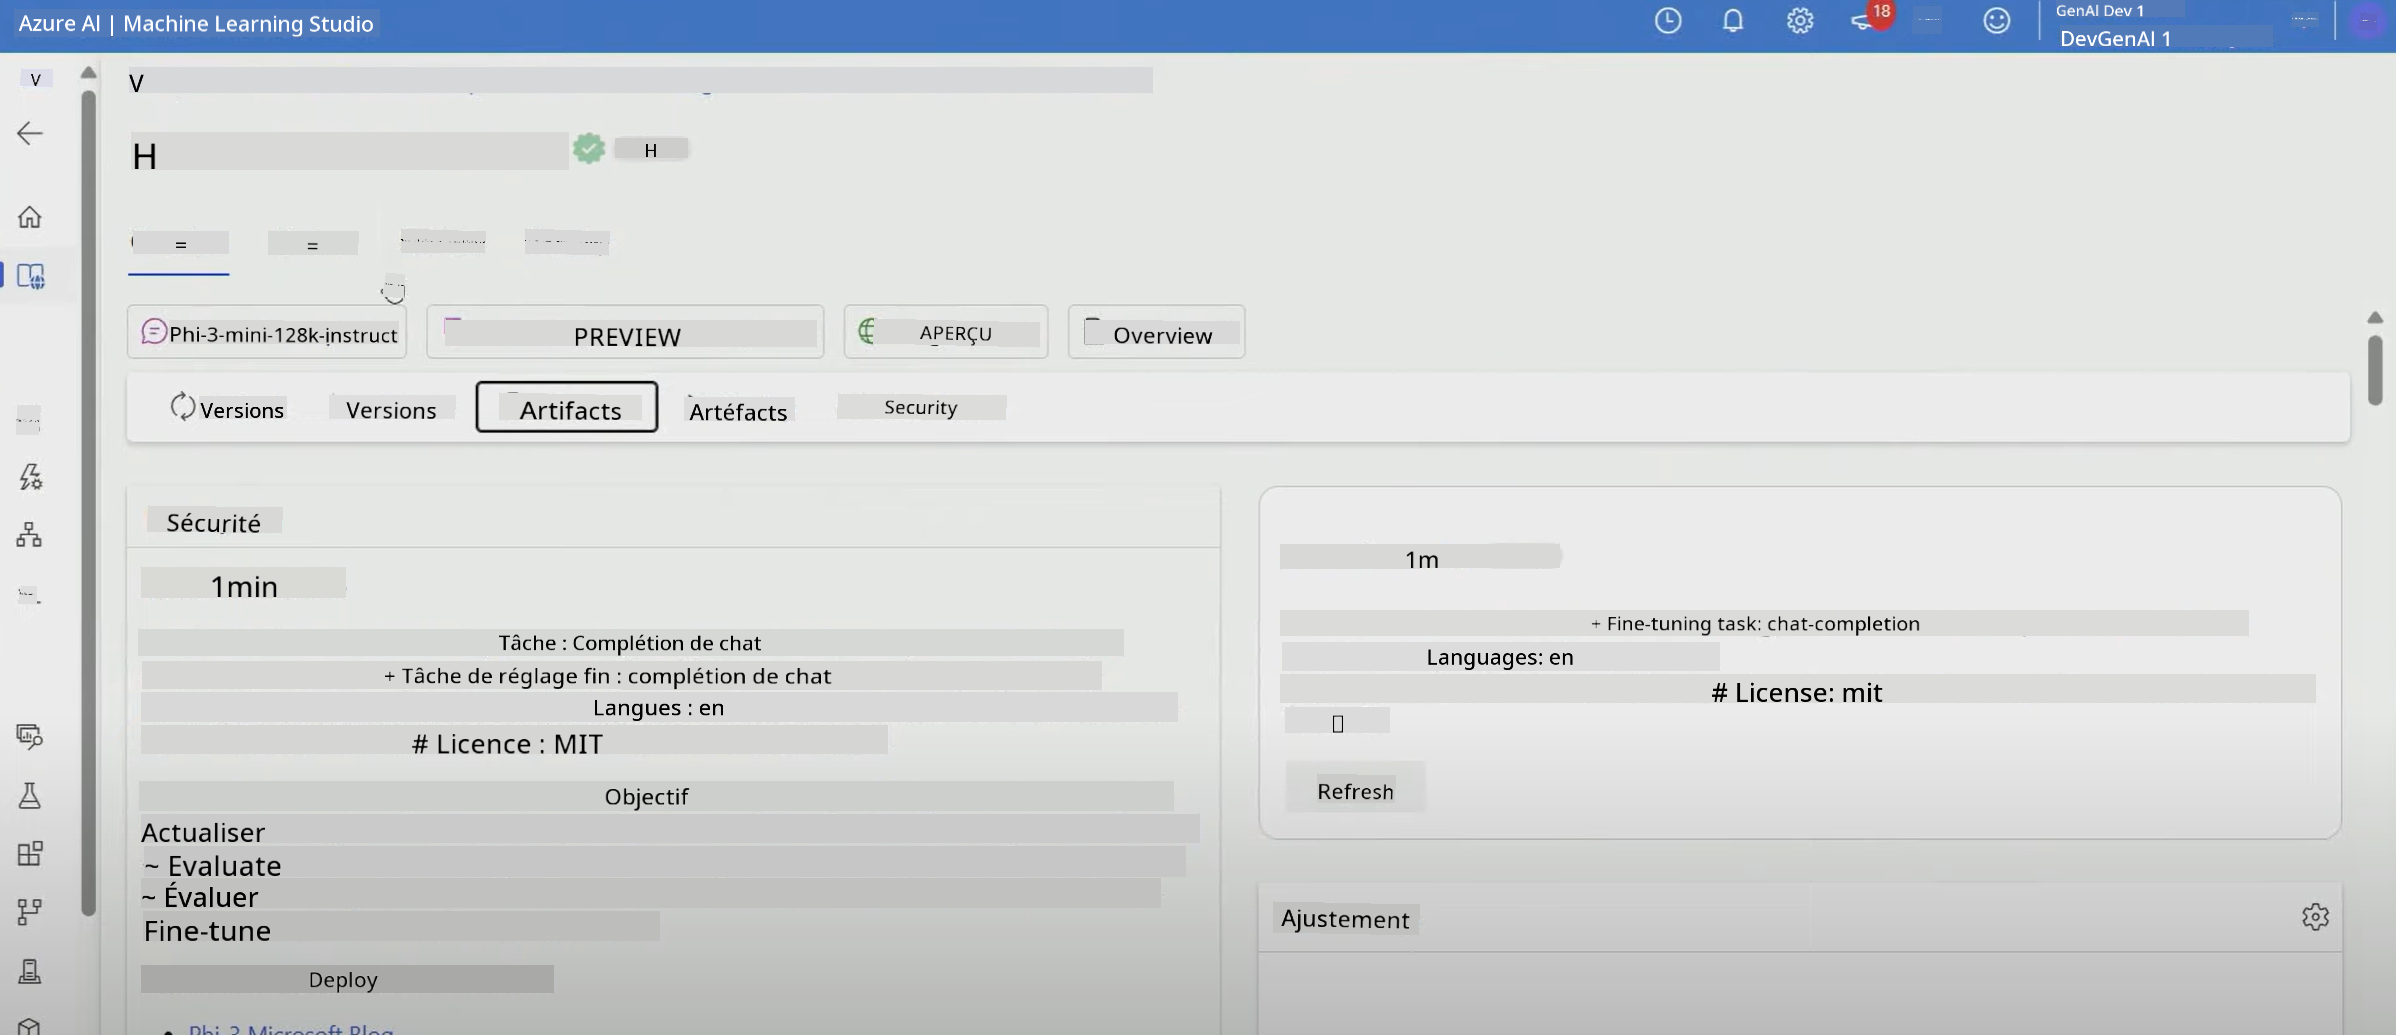 Azure AI | Machine Learning Studio
18
GenAI Dev 1
DevGenAI 1
V
V
H
H
=
=
Phi-3-mini-128k-instruct
PREVIEW
APERÇU
Overview
Versions
Versions
Artifacts
Artéfacts
Security
Sécurité
1min
Tâche : Complétion de chat
+ Tâche de réglage fin : complétion de chat
Langues : en
# Licence : MIT
Objectif
Actualiser
~ Evaluate
~ Évaluer
Fine-tune
Deploy
Phi-3 Microsoft Blog
1m
+ Fine-tuning task: chat-completion
Languages: en
# License: mit
Refresh
Ajustement